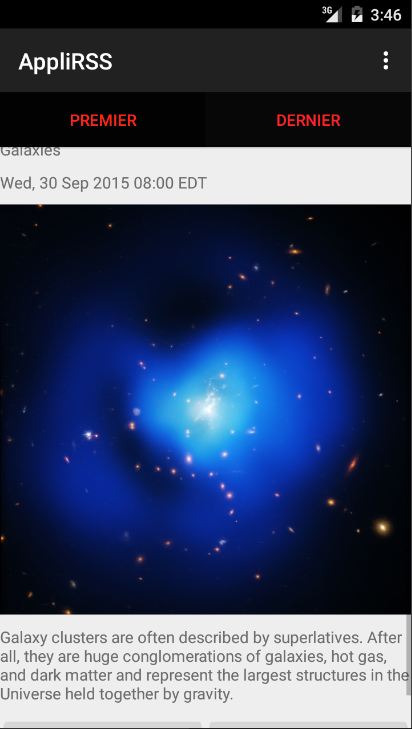 3G 3:46
AppliRSS
PREMIER DERNIER
Galaxies
Wed, 30 Sep 2015 08:00 EDT
Galaxy clusters are often described by superlatives. After
all, they are huge conglomerations of galaxies, hot gas,
and dark matter and represent the largest structures in the
Universe held together by gravity.